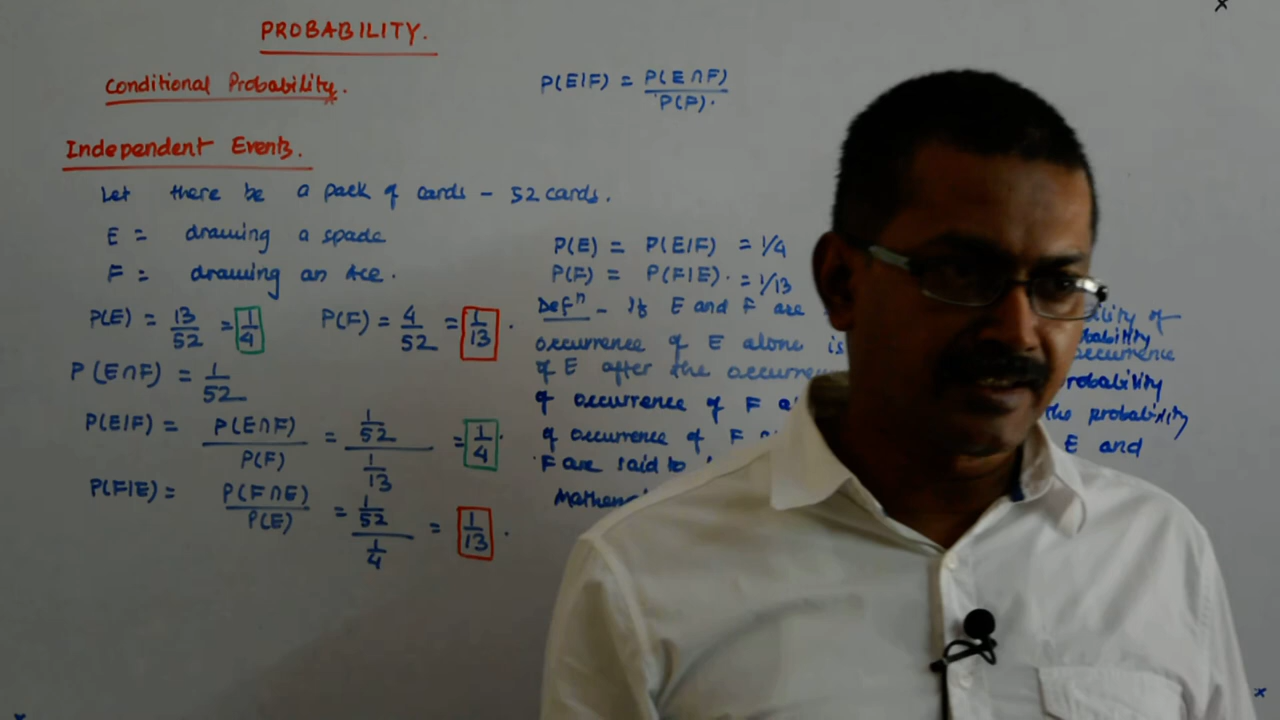 PROBABILITY.
Conditional Probability.
P(E|F) = P(E∩F) / P(F).
Independent Events.
Let there be a pack of cards - 52 cards.
E = drawing a spade
F = drawing an Ace.
P(E) = 13/52 = 1/4 P(F) = 4/52 = 1/13.
P(E∩F) = 1/52
P(E|F) = P(E∩F) / P(F) = 1/52 / 1/13 = 1/4.
P(F|E) = P(F∩E) / P(E) = 1/52 / 1/4 = 1/13.
P(E) = P(E|F) = 1/4
P(F) = P(F|E). = 1/13
Defⁿ - If E and F are
occurrence of E alone is occurrence
of E after the probability
of occurrence of F the probability
of occurrence of F E and
F are said to